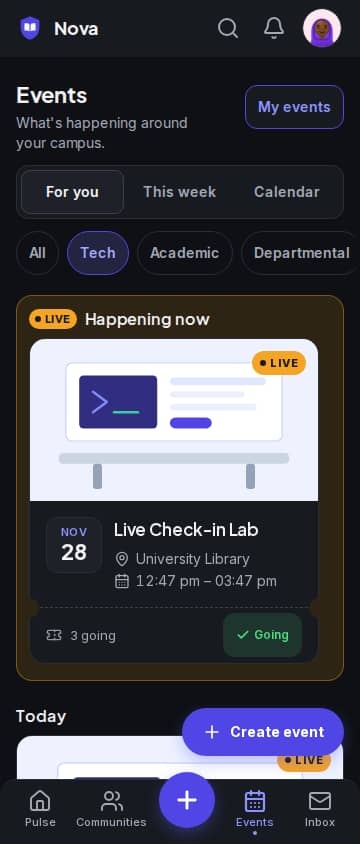 Nova
Events
My events
What's happening around
your campus.
For you
This week
Calendar
All
Tech
Academic
Departmental
LIVE
Happening now
LIVE
NOV
28
Live Check-in Lab
University Library
12:47 pm – 03:47 pm
3 going
Going
Today
Create event
LIVE
Pulse
Communities
Events
Inbox